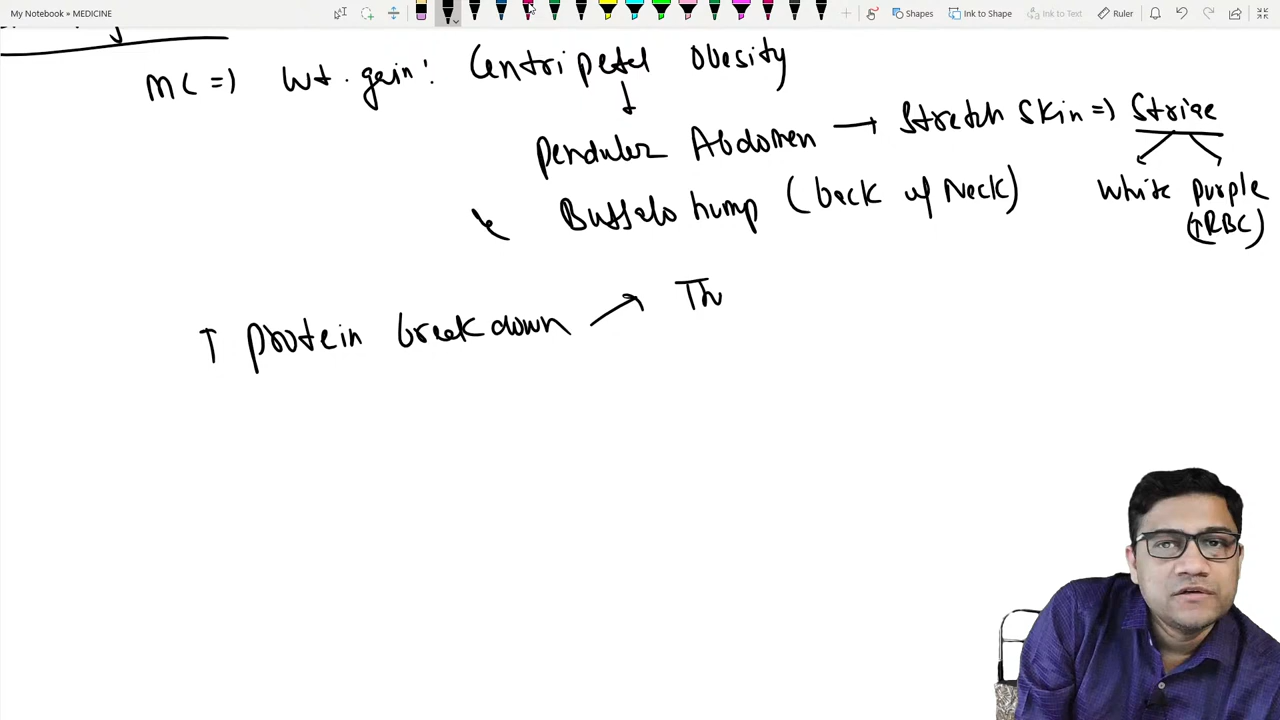 My Notebook » MEDICINE
Shapes Ink to Shape Ink to Text Ruler
MC => Wt. gain: Centripetal Obesity
↓
Pendular Abdomen → Stretch Skin => Striae
White Purple
(↑RBC)
Buffalo hump (back of Neck)
↑ protein breakdown → Th